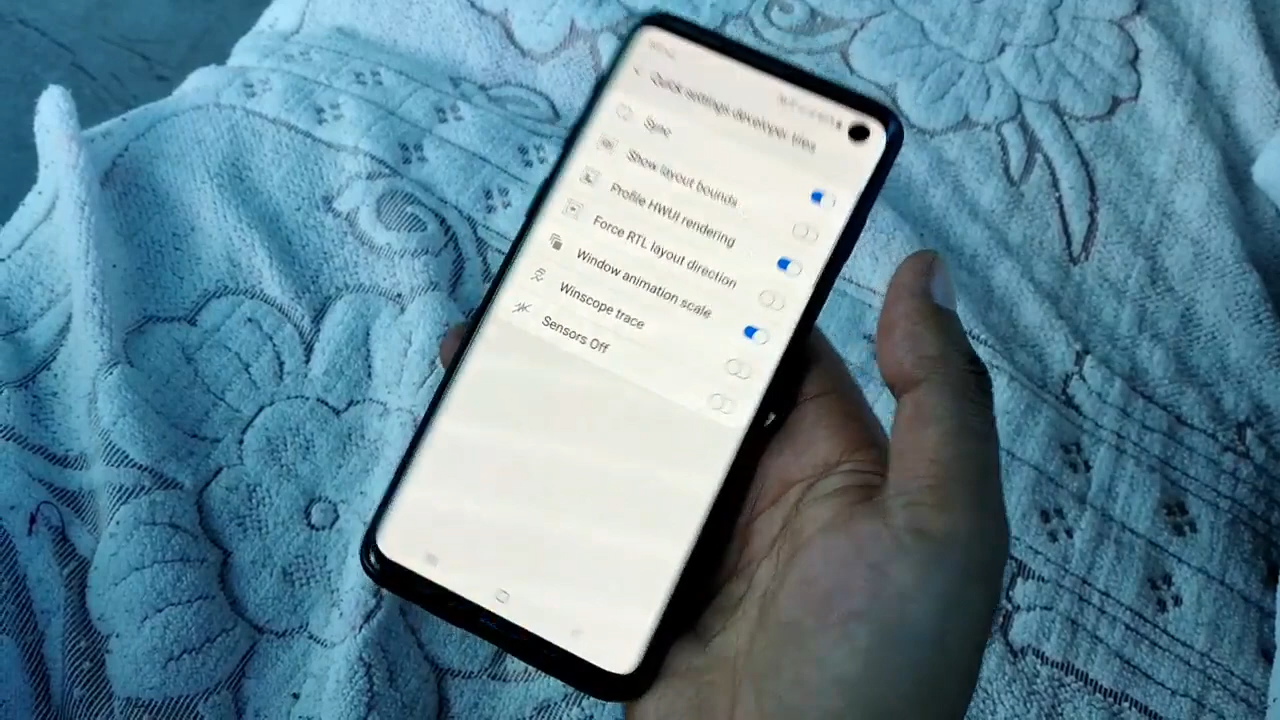 Quick settings developer tiles
Sync
Show layout bounds
Profile HWUI rendering
Force RTL layout direction
Window animation scale
Winscope trace
Sensors Off